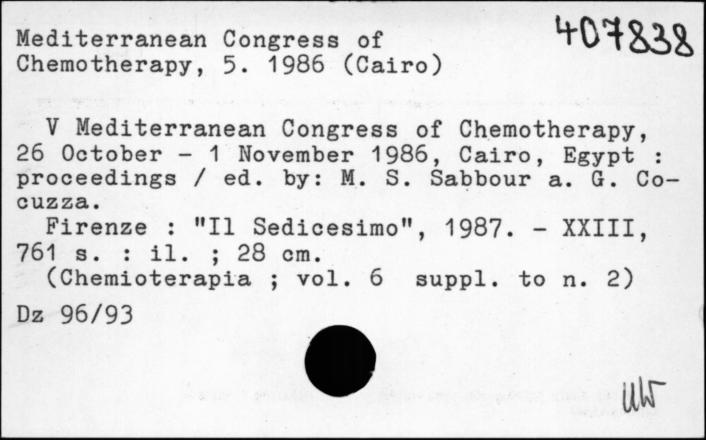 407838
Mediterranean Congress of
Chemotherapy, 5. 1986 (Cairo)
V Mediterranean Congress of Chemotherapy,
26 October - 1 November 1986, Cairo, Egypt :
proceedings / ed. by: M. S. Sabbour a. G. Co-
cuzza.
Firenze : "Il Sedicesimo", 1987. - XXIII,
761 s. : il. ; 28 cm.
(Chemioterapia ; vol. 6 suppl. to n. 2)
Dz 96/93